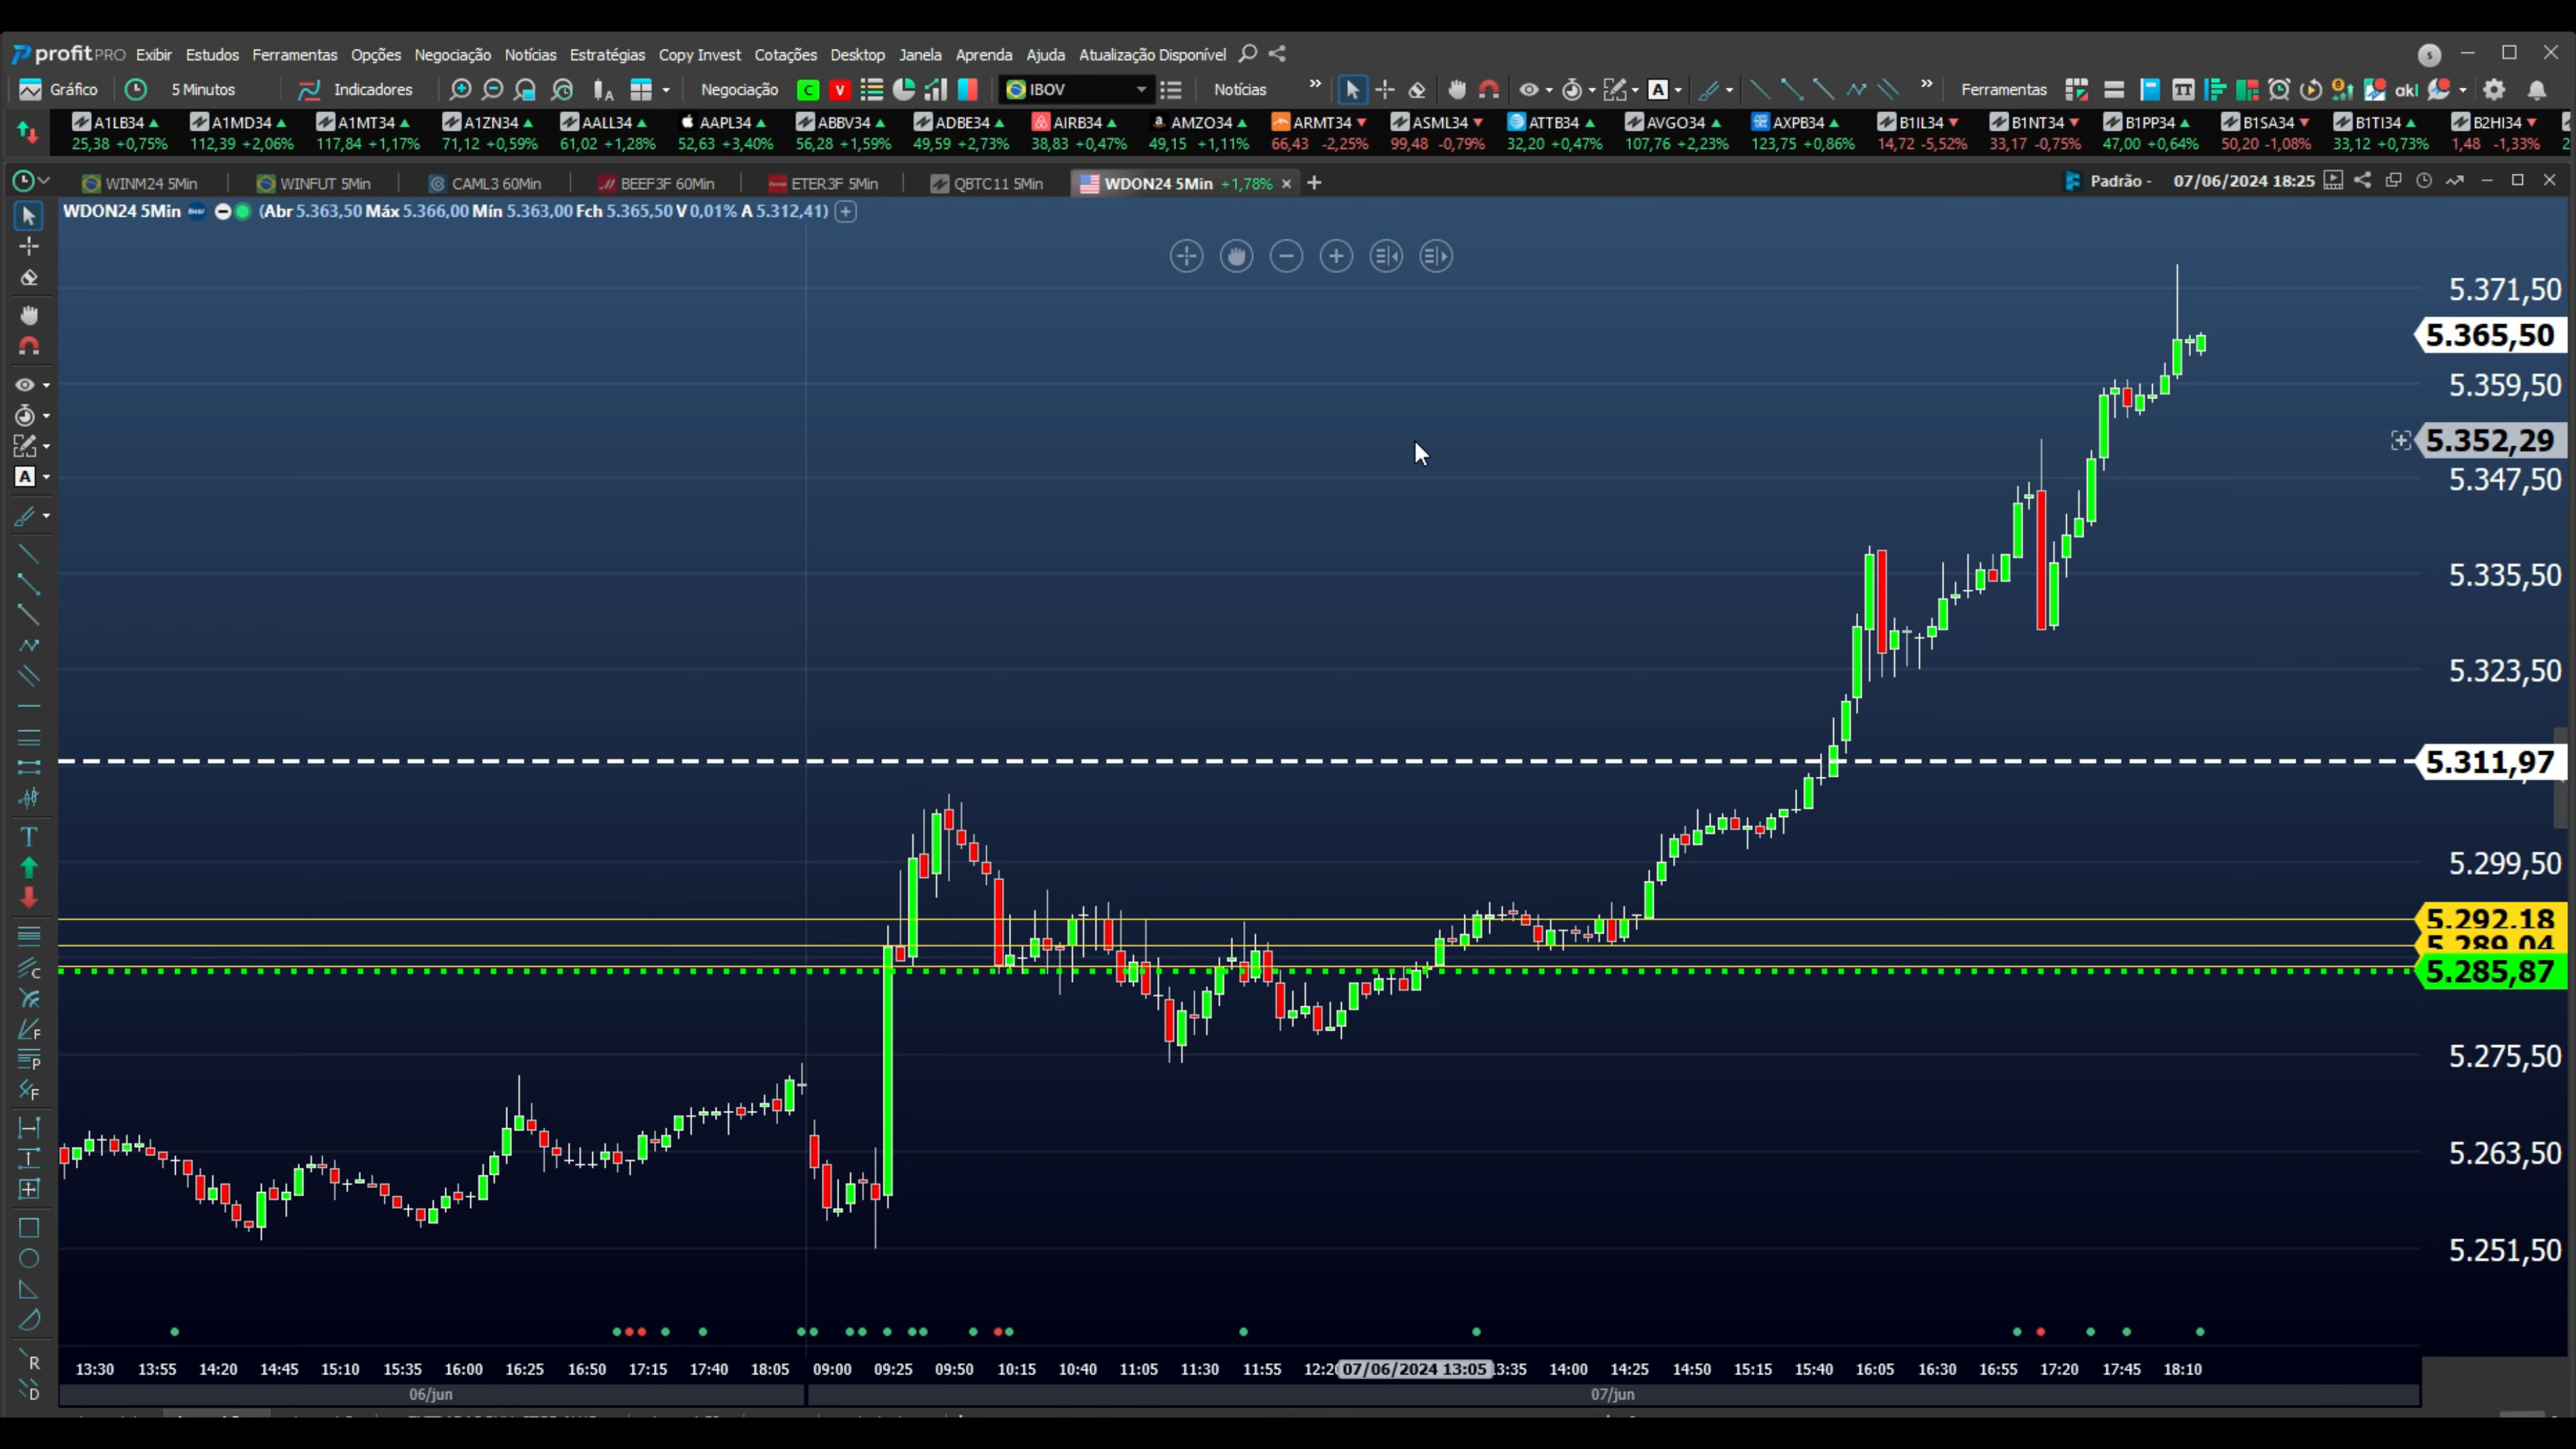 profitPRO Exibir Estudos Ferramentas Opções Negociação Notícias Estratégias Copy Invest Cotações Desktop Janela Aprenda Ajuda Atualização Disponível S
Gráfico 5 Minutos Indicadores A Negociação C V IBOV Notícias » A » Ferramentas TT akl
A1LB34 A1MD34 A1MT34 A1ZN34 AALL34 AAPL34 ABBV34 ADBE34 AIRB34 AMZO34 ARMT34 ASML34 ATTB34 AVGO34 AXPB34 B1IL34 B1NT34 B1PP34 B1SA34 B1TI34 B2HI34
25,38 +0,75% 112,39 +2,06% 117,84 +1,17% 71,12 +0,59% 61,02 +1,28% 52,63 +3,40% 56,28 +1,59% 49,59 +2,73% 38,83 +0,47% 49,15 +1,11% 66,43 -2,25% 99,48 -0,79% 32,20 +0,47% 107,76 +2,23% 123,75 +0,86% 14,72 -5,52% 33,17 -0,75% 47,00 +0,64% 50,20 -1,08% 33,12 +0,73% 1,48 -1,33%
WINM24 5Min WINFUT 5Min CAML3 60Min BEEF3F 60Min ETER3F 5Min QBTC11 5Min WDON24 5Min +1,78% × + Padrão - 07/06/2024 18:25
WDON24 5Min (Abr 5.363,50 Máx 5.366,00 Mín 5.363,00 Fch 5.365,50 V 0,01% A 5.312,41)
5.371,50
5.365,50
5.359,50
5.352,29
5.347,50
5.335,50
5.323,50
5.311,97
5.299,50
5.292,18
5.289,04
5.285,87
5.275,50
5.263,50
5.251,50
A
T
C
F
P
F
R
D
13:30 13:55 14:20 14:45 15:10 15:35 16:00 16:25 16:50 17:15 17:40 18:05 09:00 09:25 09:50 10:15 10:40 11:05 11:30 11:55 07/06/2024 13:05 14:00 14:25 14:50 15:15 15:40 16:05 16:30 16:55 17:20 17:45 18:10
06/jun 07/jun